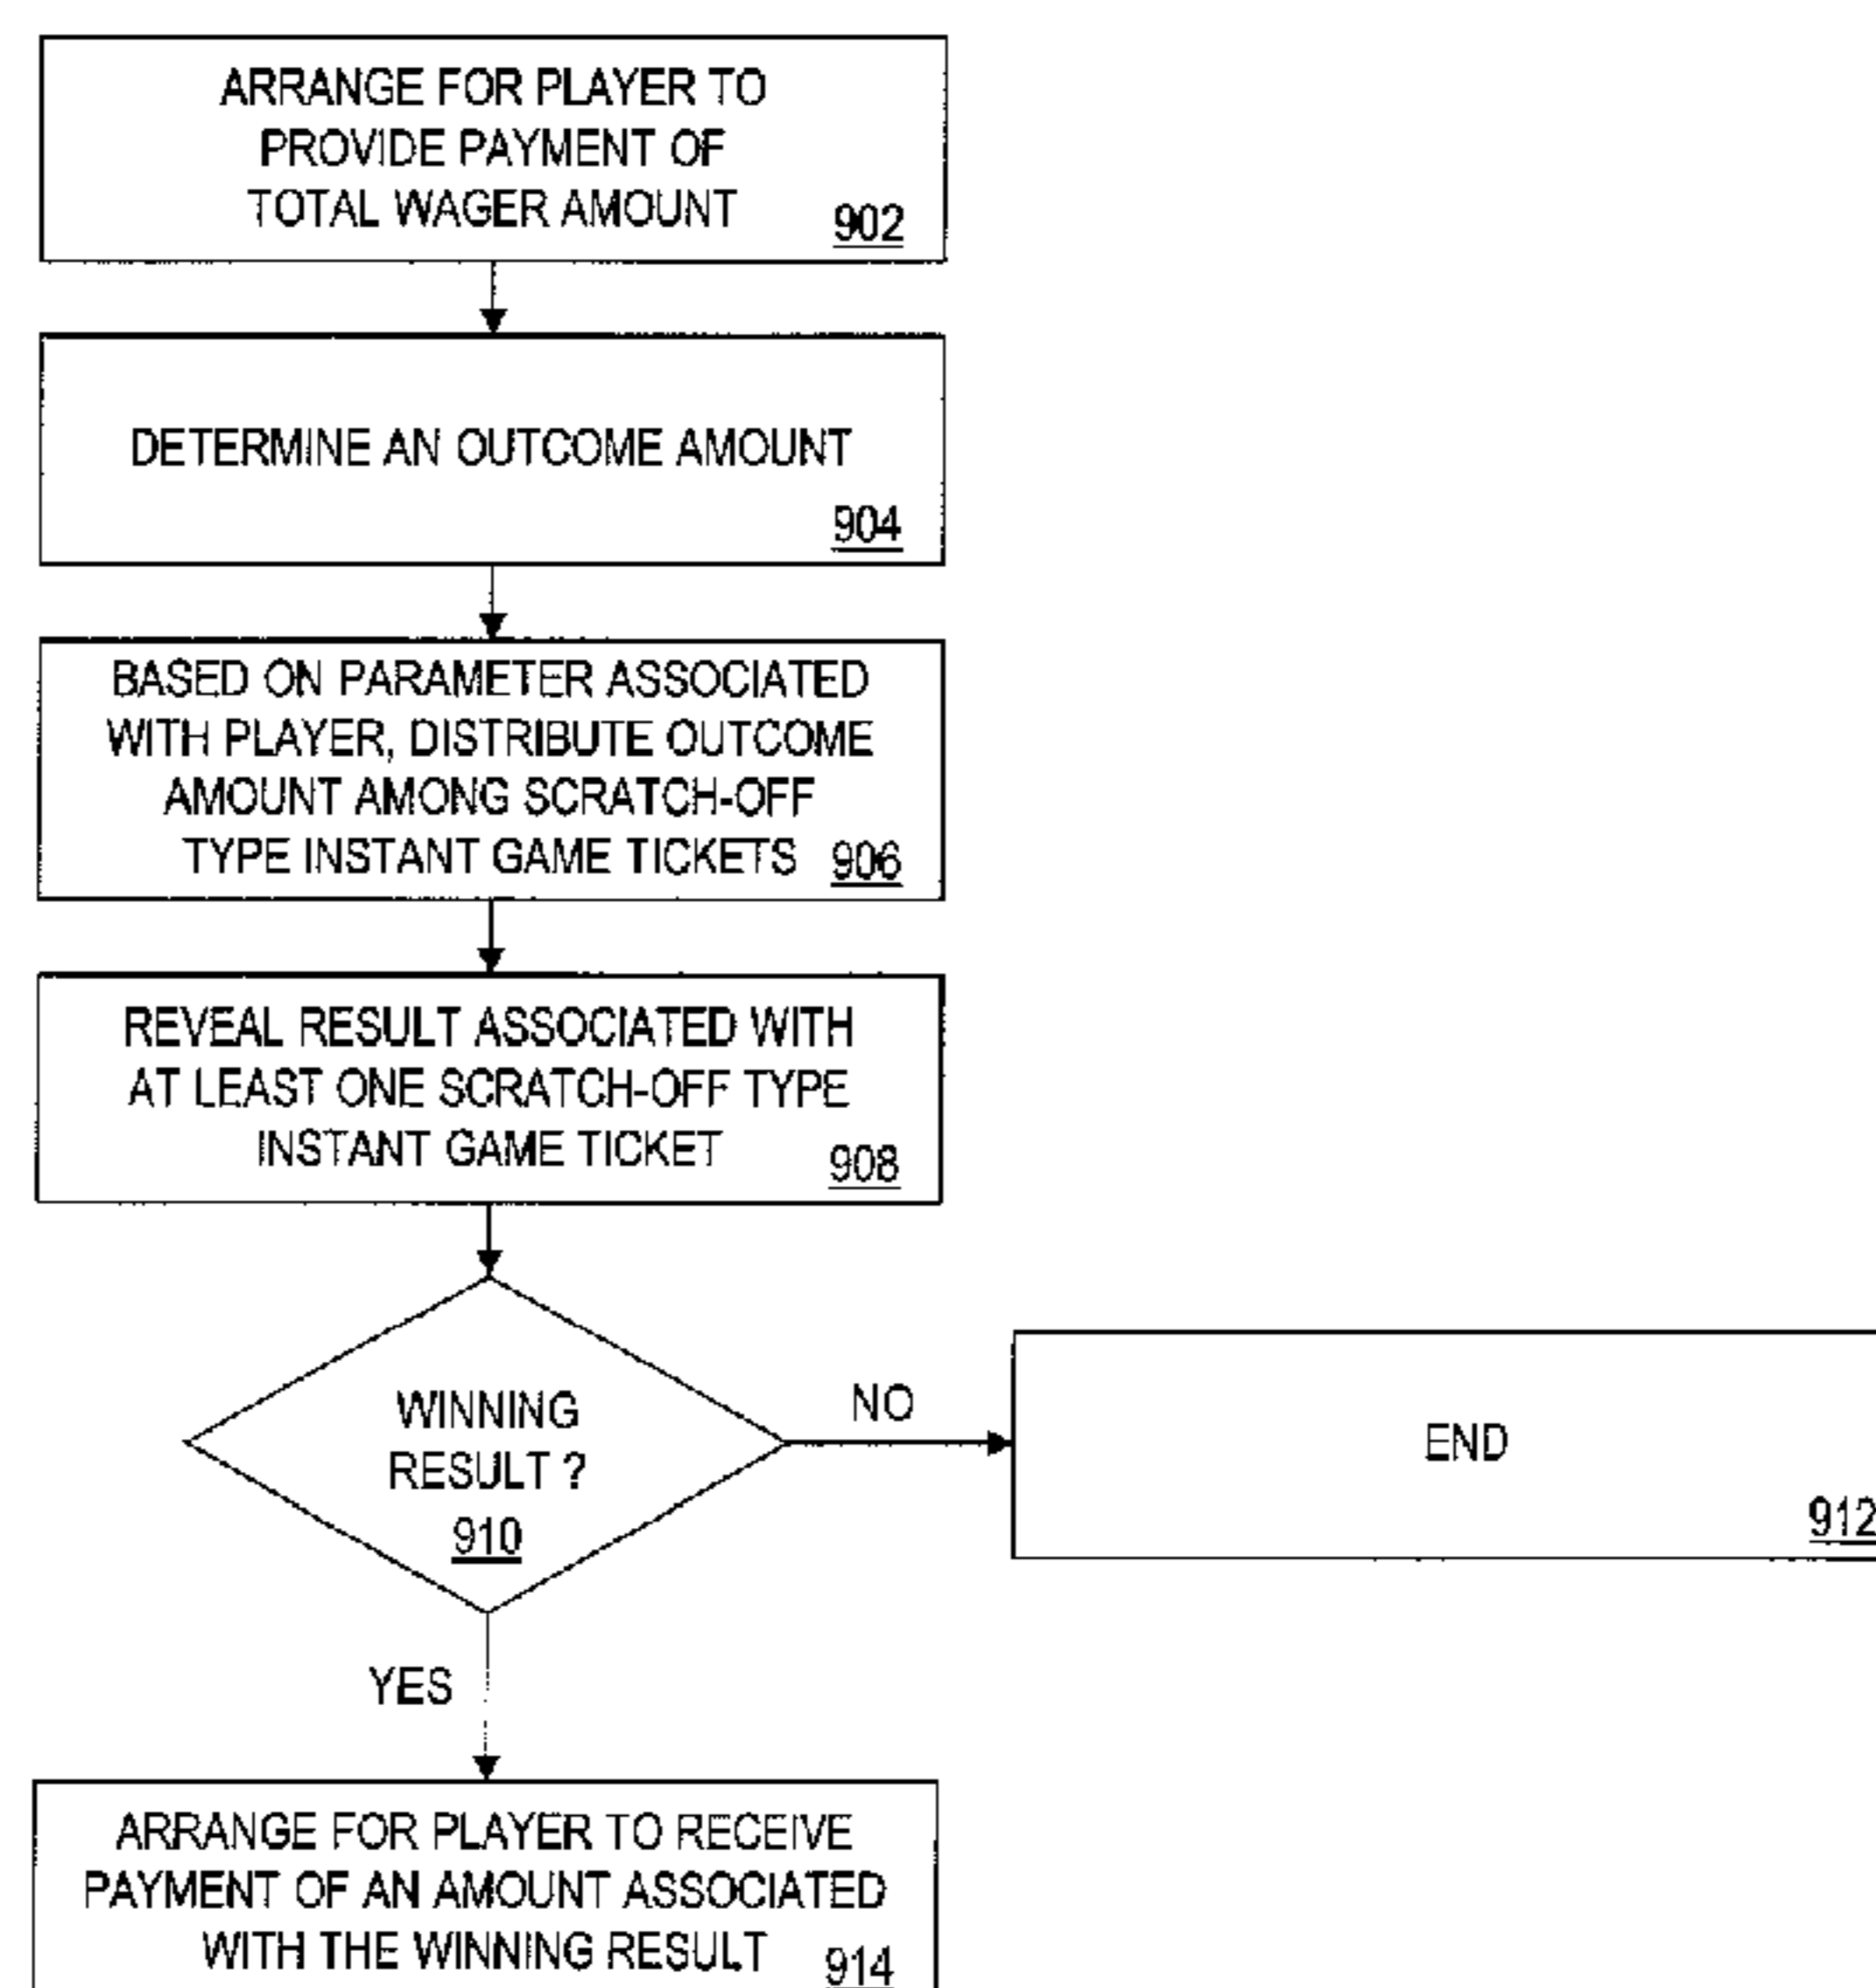 ARRANGE FOR PLAYER TO
PROVIDE PAYMENT OF
TOTAL WAGER AMOUNT
902
DETERMINE AN OUTCOME AMOUNT
904
BASED ON PARAMETER ASSOCIATED
WITH PLAYER, DISTRIBUTE OUTCOME
AMOUNT AMONG SCRATCH-OFF
TYPE INSTANT GAME TICKETS 906
REVEAL RESULT ASSOCIATED WITH
AT LEAST ONE SCRATCH-OFF TYPE
INSTANT GAME TICKET
908
WINNING
RESULT ?
910
NO
END
912
YES
ARRANGE FOR PLAYER TO RECEIVE
PAYMENT OF AN AMOUNT ASSOCIATED
WITH THE WINNING RESULT
914